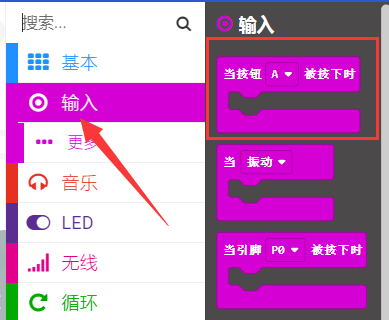 搜索...
基本
输入
更多
音乐
LED
无线
循环
输入
当按钮 A 被按下时
当 振动
当引脚 P0 被按下时